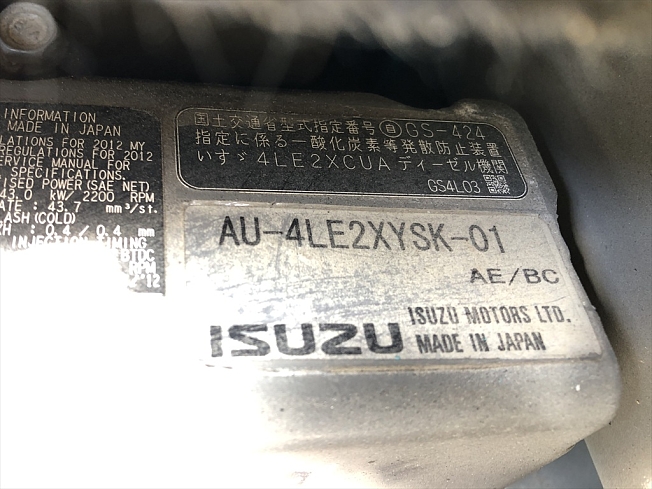 INFORMATION
MADE IN JAPAN
LATIONS FOR 2012 MY
REGULATIONS FOR 2012
SERVICE MANUAL FOR
SPECIFICATIONS.
ISED POWER(SAE NET)
43.0 kW/ 2200 RPM
RATE : 43.7 mm³/st.
LASH(COLD)
EXH : 0.4/ 0.4 mm
INJECTION TIMING
BTDC
RPM
12
国土交通省型式指定番号 自 GS-424
指定に係る一酸化炭素等発散防止装置
いすゞ 4LE2XCUA ディーゼル機関
GS4L03
AU-4LE2XYSK-01
AE/BC
ISUZU ISUZU MOTORS LTD.
MADE IN JAPAN